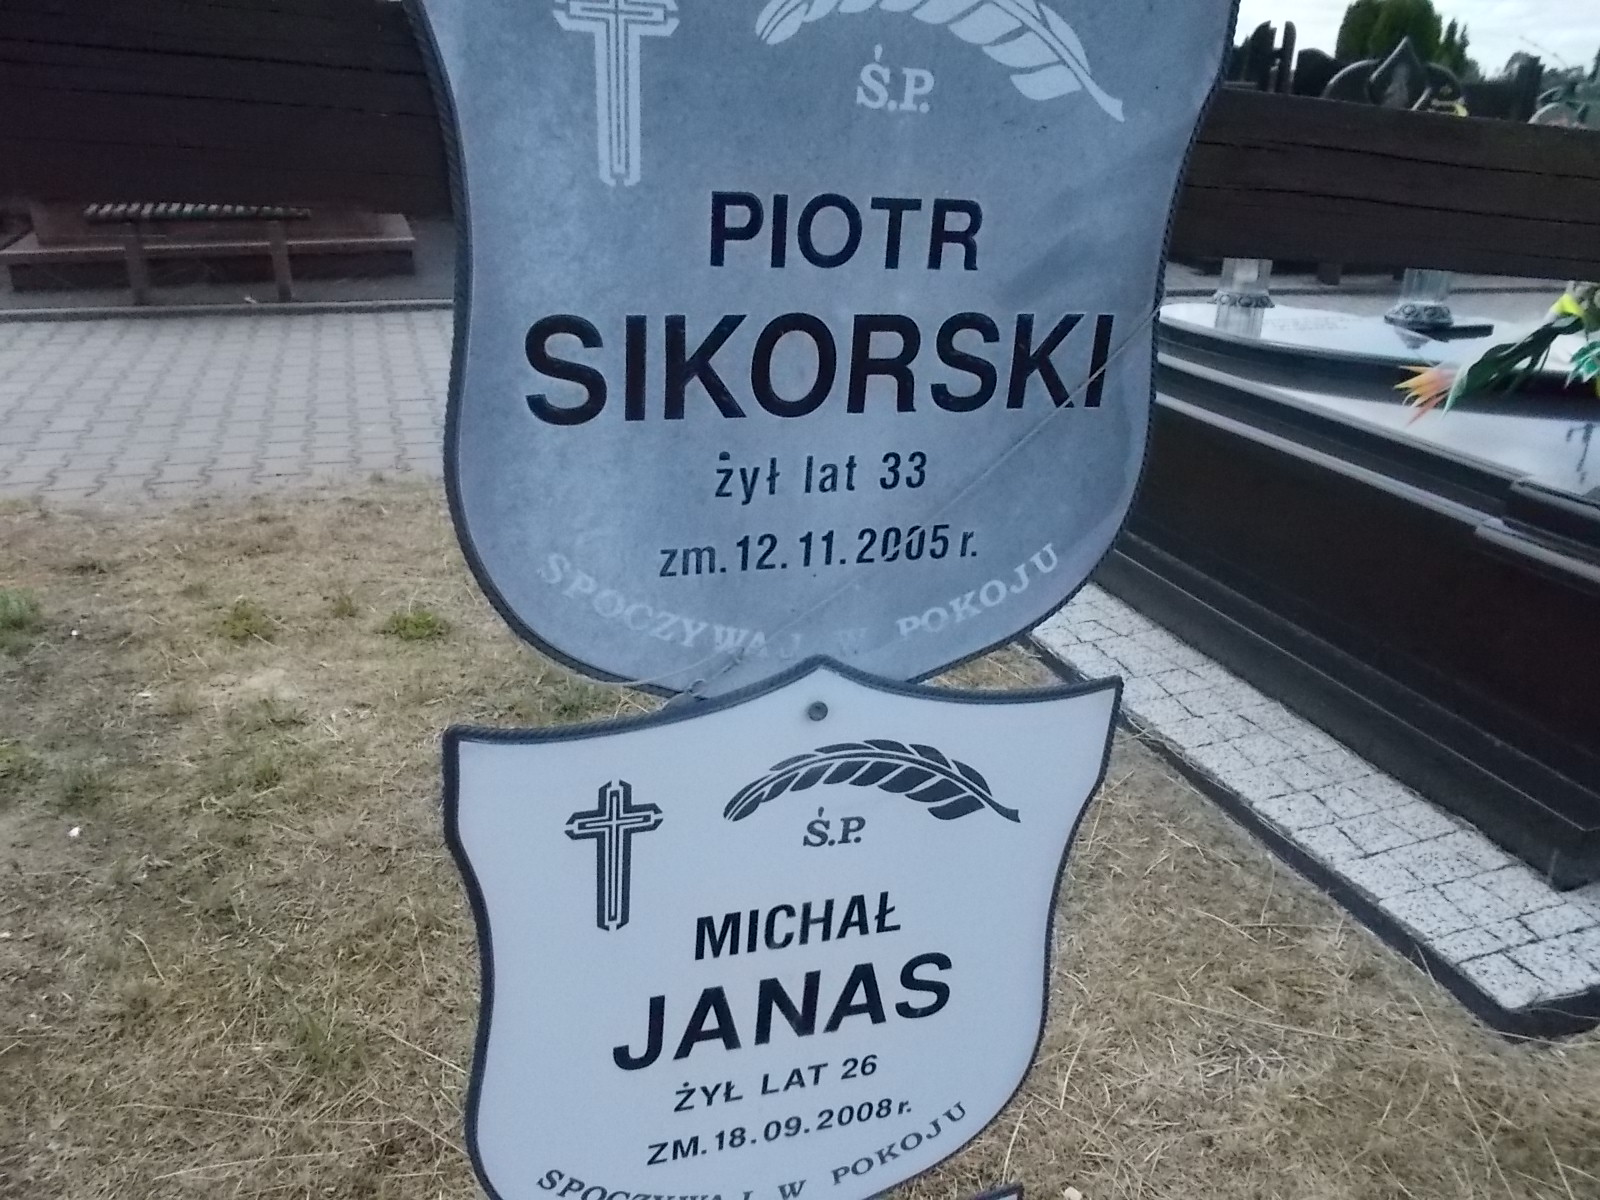 Ś.P.
PIOTR
SIKORSKI
żył lat 33
zm.12.11.2005 r.
SPOCZYWAJ W POKOJU
Ś.P.
MICHAŁ
JANAS
ŻYŁ LAT 26
ZM.18.09.2008 r.
SPOCZYWAJ W POKOJU